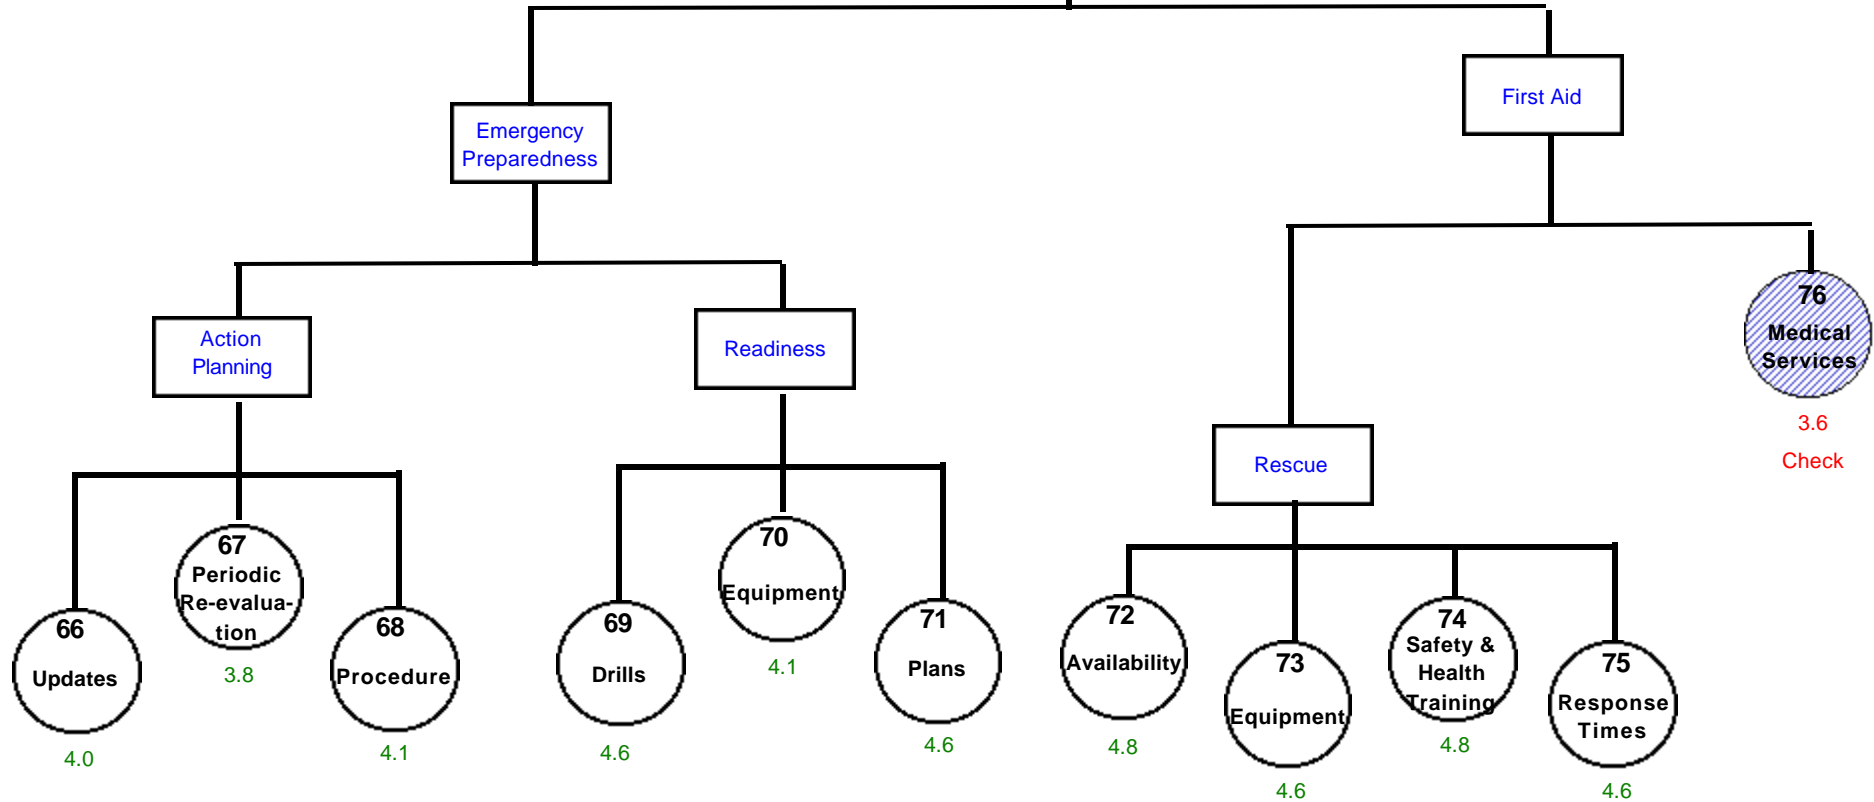 First Aid
Emergency
Preparedness
Action
Planning
Readiness
76
Medical
Services
3.6
Check
Rescue
67
Periodic
Re-evalua-
tion
3.8
66
Updates
4.0
68
Procedure
4.1
69
Drills
4.6
70
Equipment
4.1
71
Plans
4.6
72
Availability
4.8
73
Equipment
4.6
74
Safety &
Health
Training
4.8
75
Response
Times
4.6